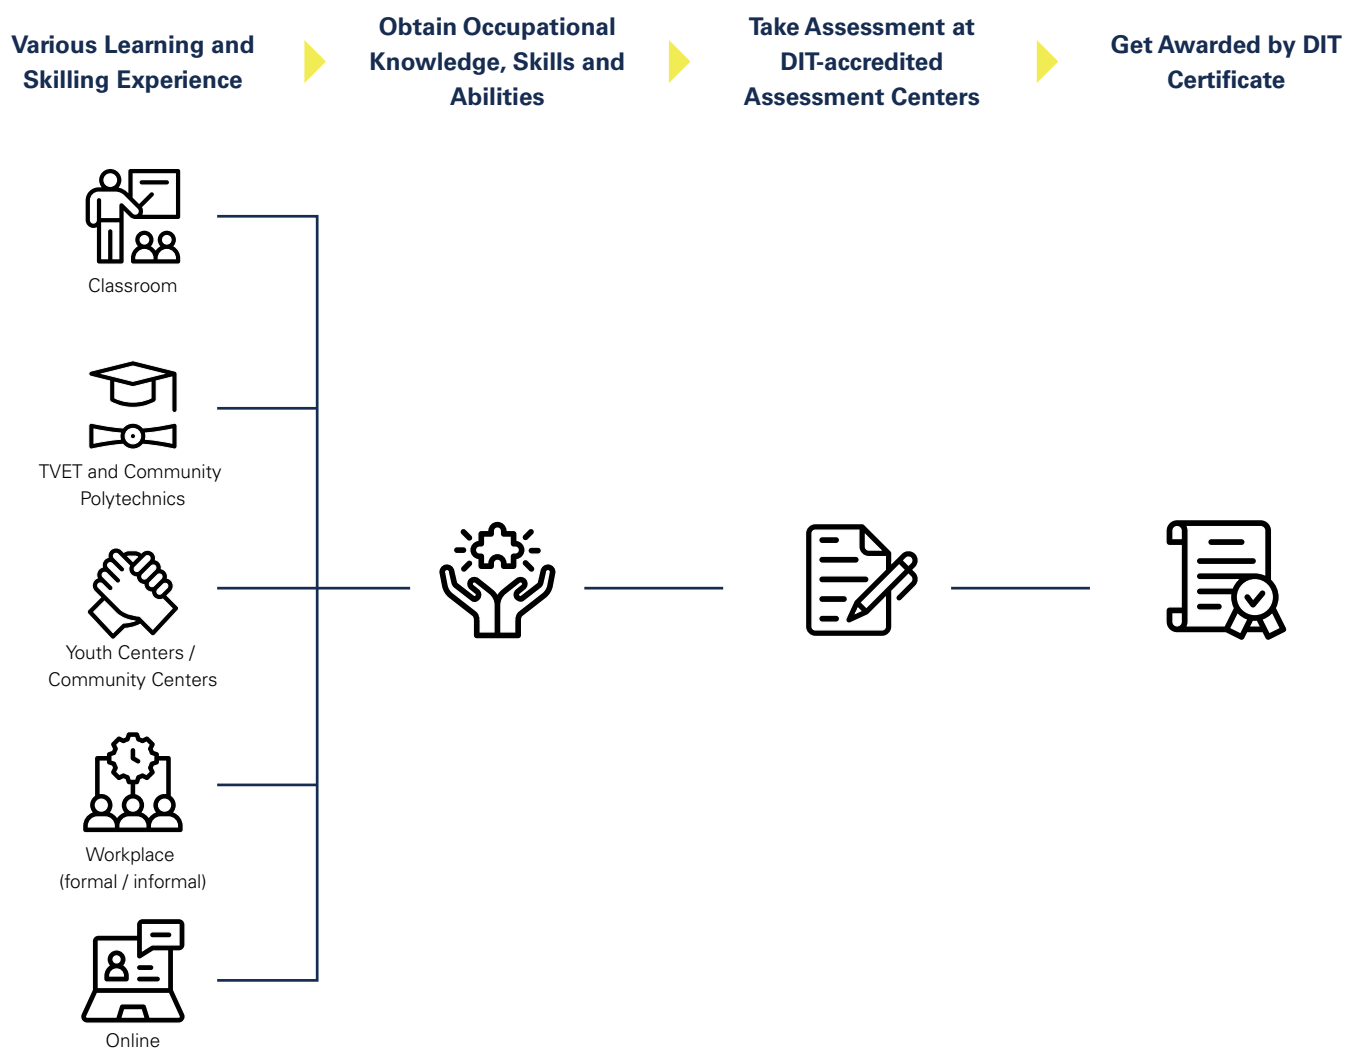 Various Learning and
Skilling Experience
Obtain Occupational
Knowledge, Skills and
Abilities
Take Assessment at
DIT-accredited
Assessment Centers
Get Awarded by DIT
Certificate
Classroom
TVET and Community
Polytechnics
Youth Centers /
Community Centers
Workplace
(formal / informal)
Online